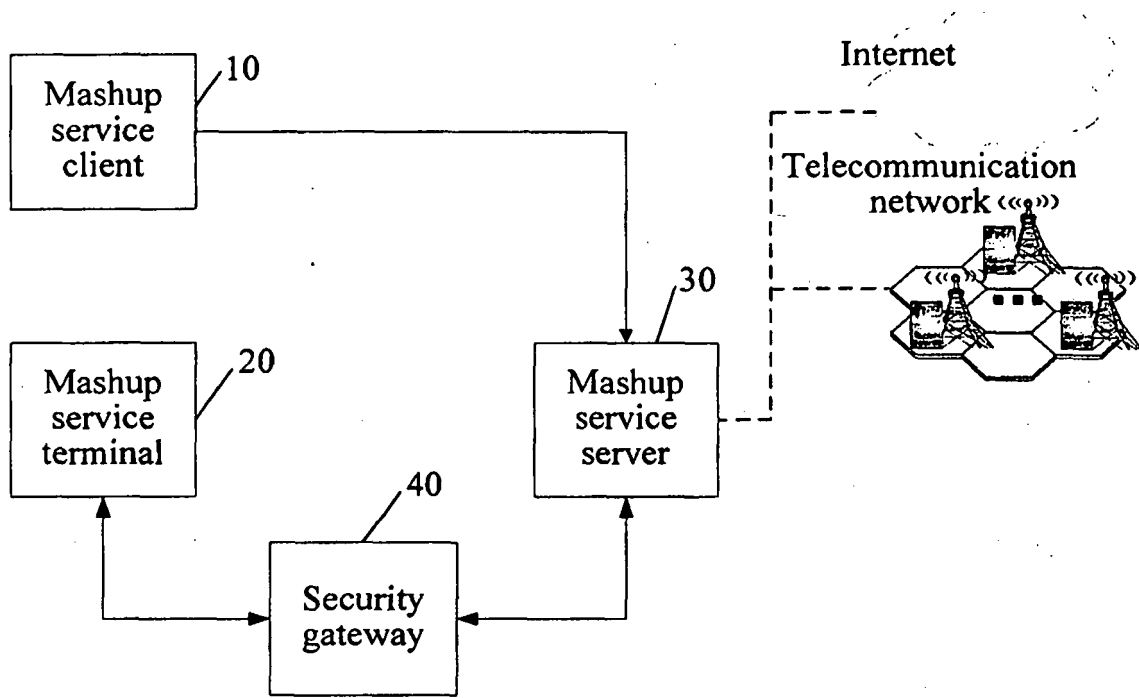 Mashup
service
client
10
Internet
Telecommunication
network
Mashup
service
terminal
20
Mashup
service
server
30
Security
gateway
40